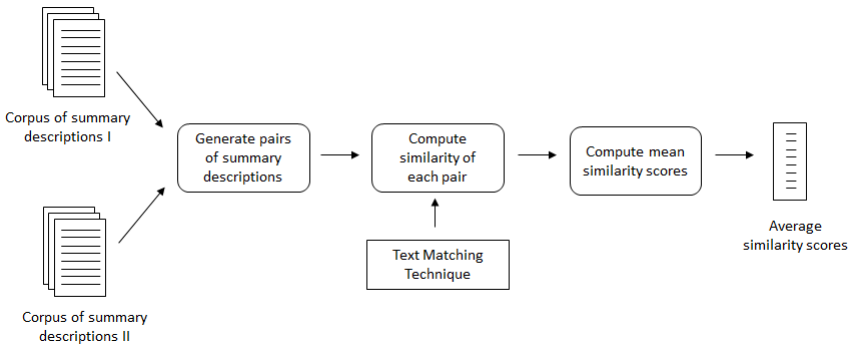 Corpus of summary
descriptions I
Generate pairs
of summary
descriptions
Compute
similarity of
each pair
Compute mean
similarity scores
Average
similarity scores
Text Matching
Technique
Corpus of summary
descriptions II